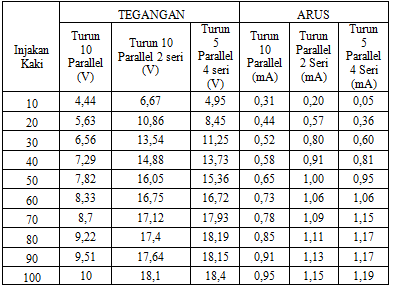 Injakan Kaki | TEGANGAN | ARUS
Turun 10 Parallel (V) | Turun 10 Parallel 2 seri (V) | Turun 5 Parallel 4 seri (V) | Turun 10 Parallel (mA) | Turun Parallel 2 Seri (mA) | Turun 5 Parallel 4 Seri (mA)
10 | 4,44 | 6,67 | 4,95 | 0,31 | 0,20 | 0,05
20 | 5,63 | 10,86 | 8,45 | 0,44 | 0,57 | 0,36
30 | 6,56 | 13,54 | 11,25 | 0,52 | 0,80 | 0,60
40 | 7,29 | 14,88 | 13,73 | 0,58 | 0,91 | 0,81
50 | 7,82 | 16,05 | 15,36 | 0,65 | 1,00 | 0,95
60 | 8,33 | 16,75 | 16,72 | 0,73 | 1,06 | 1,06
70 | 8,7 | 17,12 | 17,93 | 0,78 | 1,09 | 1,15
80 | 9,22 | 17,4 | 18,19 | 0,85 | 1,11 | 1,17
90 | 9,51 | 17,64 | 18,15 | 0,91 | 1,13 | 1,17
100 | 10 | 18,1 | 18,4 | 0,95 | 1,15 | 1,19